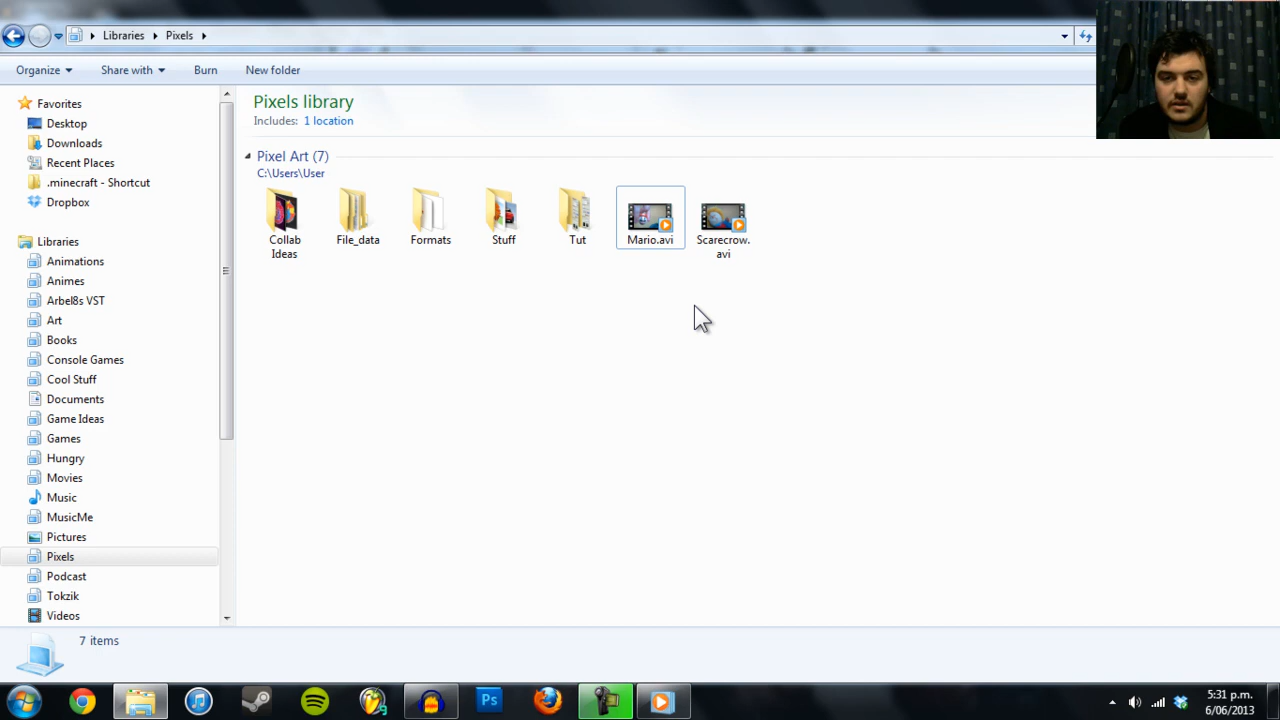 Libraries Pixels
Organize Share with Burn New folder
Favorites
Desktop
Downloads
Recent Places
.minecraft - Shortcut
Dropbox
Libraries
Animations
Animes
Arbel8s VST
Art
Books
Console Games
Cool Stuff
Documents
Game Ideas
Games
Hungry
Movies
Music
MusicMe
Pictures
Pixels
Podcast
Tokzik
Videos
Pixels library
Includes: 1 location
Pixel Art (7)
C:\Users\User
Collab
Ideas
File_data
Formats
Stuff
Tut
Mario.avi
Scarecrow.
avi
7 items
Ps
5:31 p.m.
6/06/2013